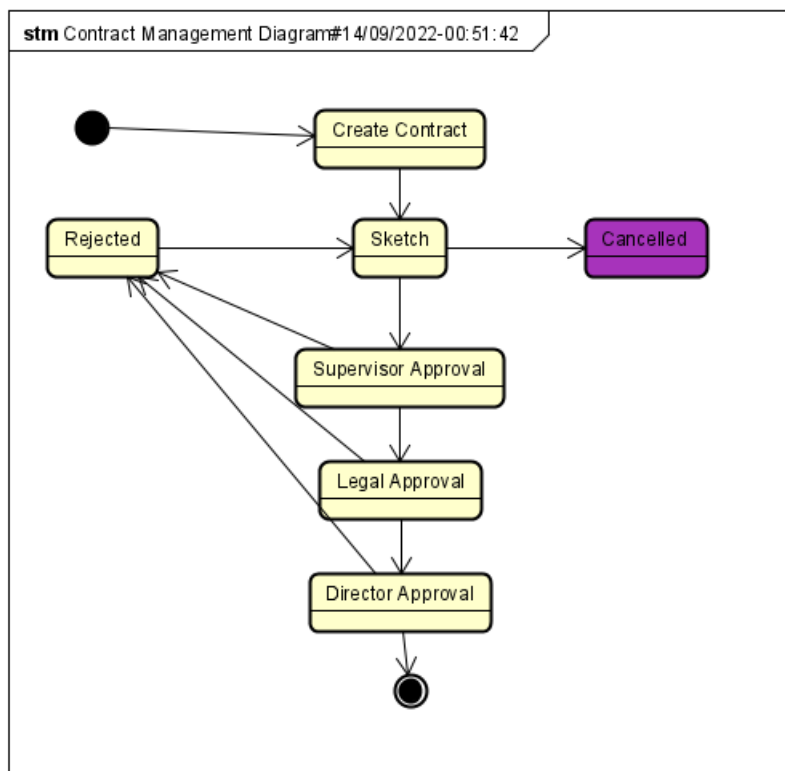 stm Contract Management Diagram#14/09/2022-00:51:42
Create Contract
Rejected
Sketch
Cancelled
Supervisor Approval
Legal Approval
Director Approval